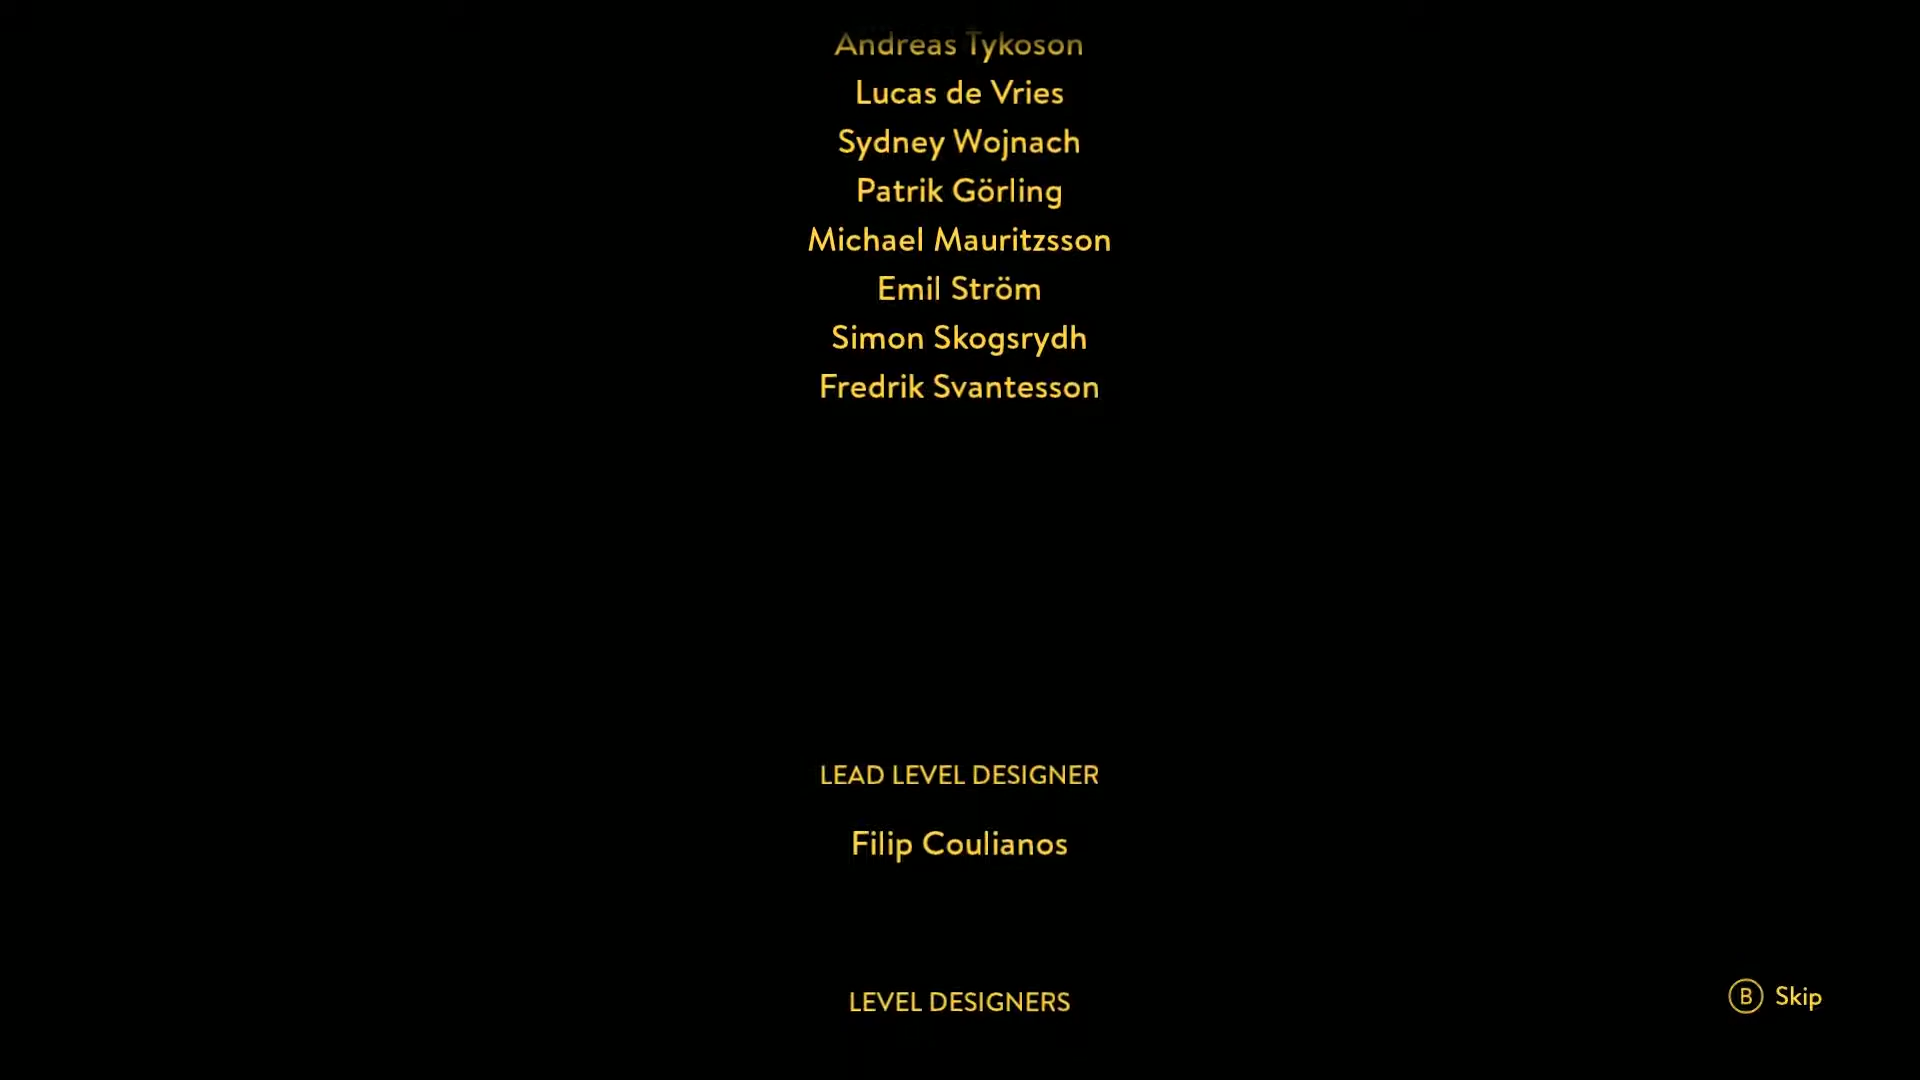 Andreas Tykoson
Lucas de Vries
Sydney Wojnach
Patrik Görling
Michael Mauritzsson
Emil Ström
Simon Skogsrydh
Fredrik Svantesson
LEAD LEVEL DESIGNER
Filip Coulianos
LEVEL DESIGNERS
B Skip